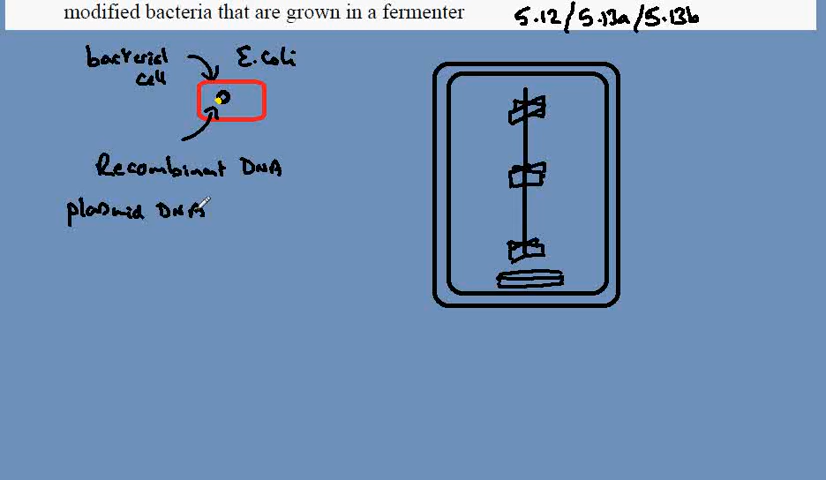 modified bacteria that are grown in a fermenter
5.12/5.13a/5.13b
bacterial
cell
E.coli
Recombinant DNA
plasmid DNA